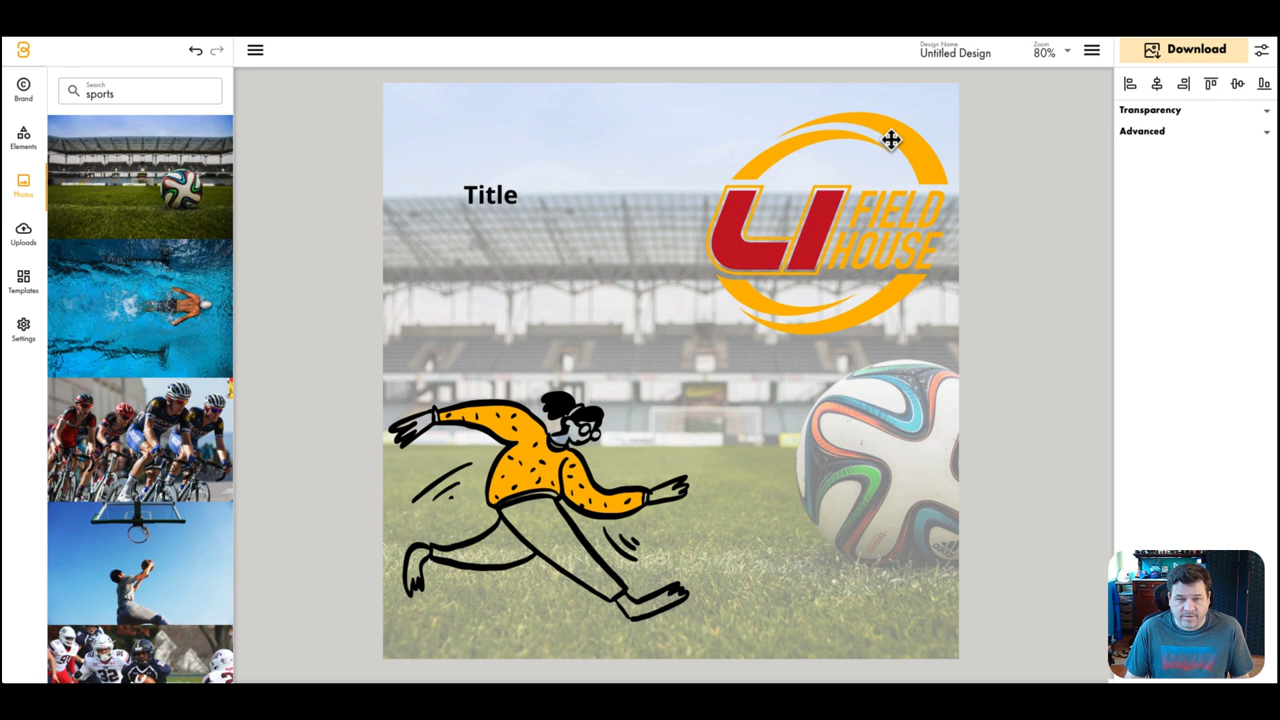 Design Name
Untitled Design
Zoom
80%
Download
Brand
Elements
Photos
Uploads
Templates
Settings
Search
sports
Title
4 FIELD
HOUSE
Transparency
Advanced